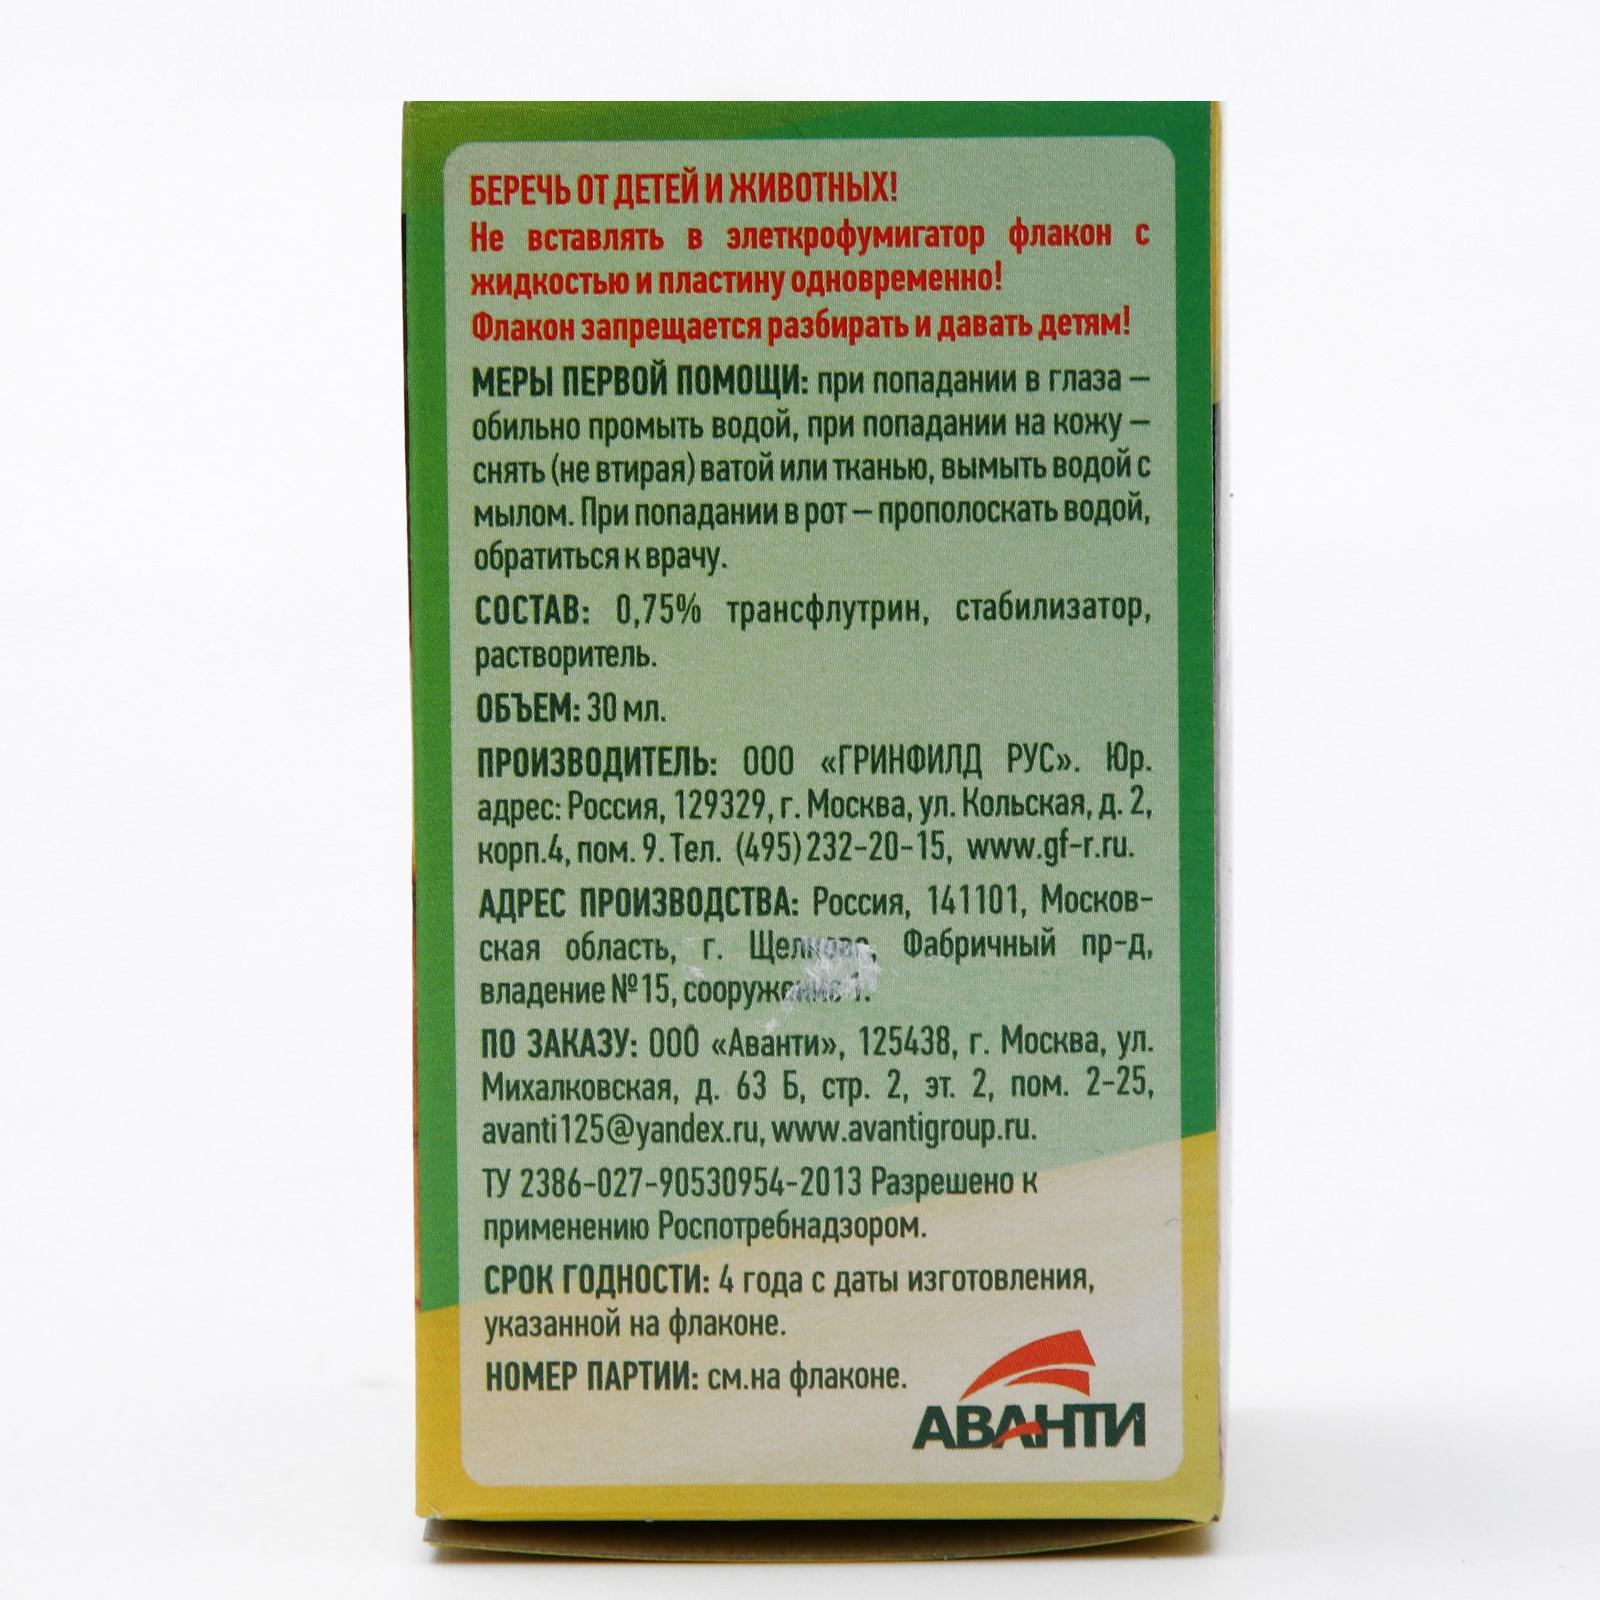 БЕРЕЧЬ ОТ ДЕТЕЙ И ЖИВОТНЫХ!
Не вставлять в элеткрофумигатор флакон с
жидкостью и пластину одновременно!
Флакон запрещается разбирать и давать детям!
МЕРЫ ПЕРВОЙ ПОМОЩИ: при попадании в глаза –
обильно промыть водой, при попадании на кожу –
снять (не втирая) ватой или тканью, вымыть водой с
мылом. При попадании в рот – прополоскать водой,
обратиться к врачу.
СОСТАВ: 0,75% трансфлутрин, стабилизатор,
растворитель.
ОБЪЕМ: 30 мл.
ПРОИЗВОДИТЕЛЬ: ООО «ГРИНФИЛД РУС». Юр.
адрес: Россия, 129329, г. Москва, ул. Кольская, д. 2,
корп.4, пом. 9. Тел. (495)232-20-15, www.gf-r.ru.
АДРЕС ПРОИЗВОДСТВА: Россия, 141101, Москов-
ская область, г. Щелково, Фабричный пр-д,
владение №15, сооружение 1.
ПО ЗАКАЗУ: ООО «Аванти», 125438, г. Москва, ул.
Михалковская, д. 63 Б, стр. 2, эт. 2, пом. 2-25,
avanti125@yandex.ru, www.avantigroup.ru.
ТУ 2386-027-90530954-2013 Разрешено к
применению Роспотребнадзором.
СРОК ГОДНОСТИ: 4 года с даты изготовления,
указанной на флаконе.
НОМЕР ПАРТИИ: см.на флаконе.
АВАНТИ